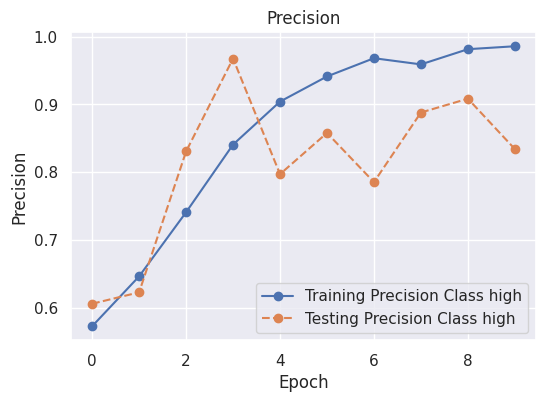 Precision
1.0
0.9
0.8
0.7
0.6
Precision
Training Precision Class high
Testing Precision Class high
0
2
4
6
8
Epoch